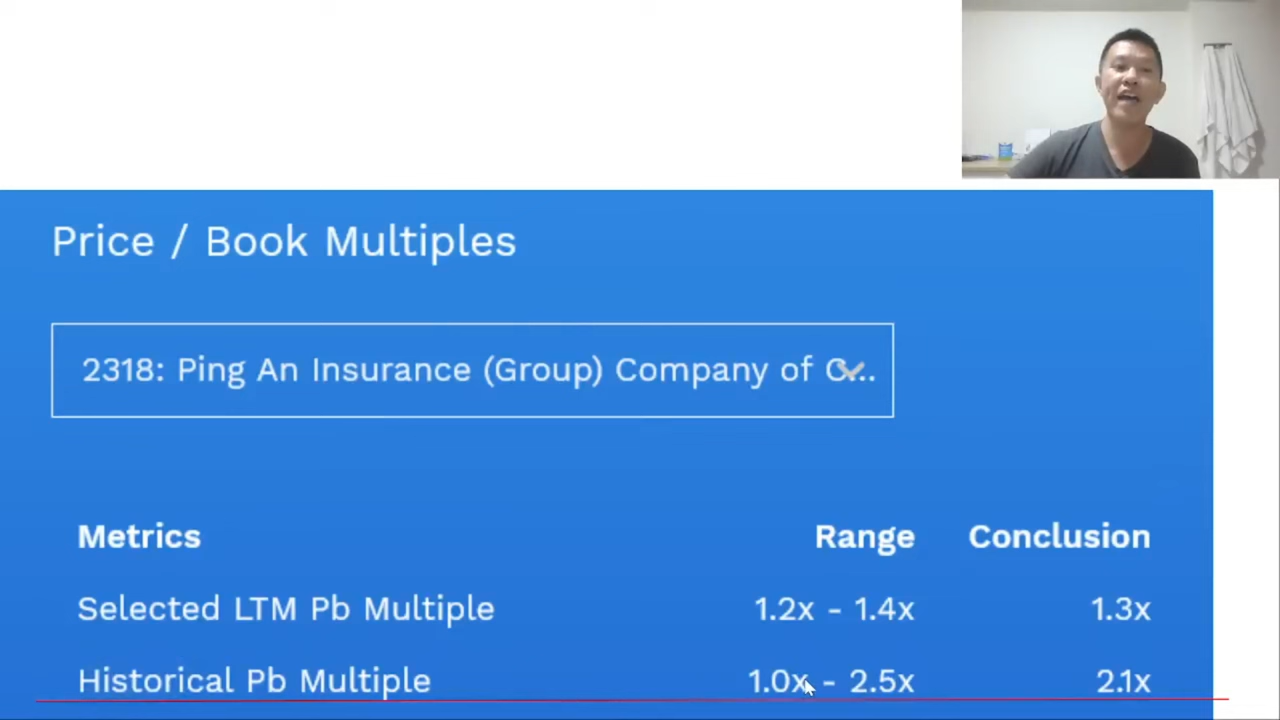 Price / Book Multiples
2318: Ping An Insurance (Group) Company of C...
Metrics Range Conclusion
Selected LTM Pb Multiple 1.2x - 1.4x 1.3x
Historical Pb Multiple 1.0x - 2.5x 2.1x